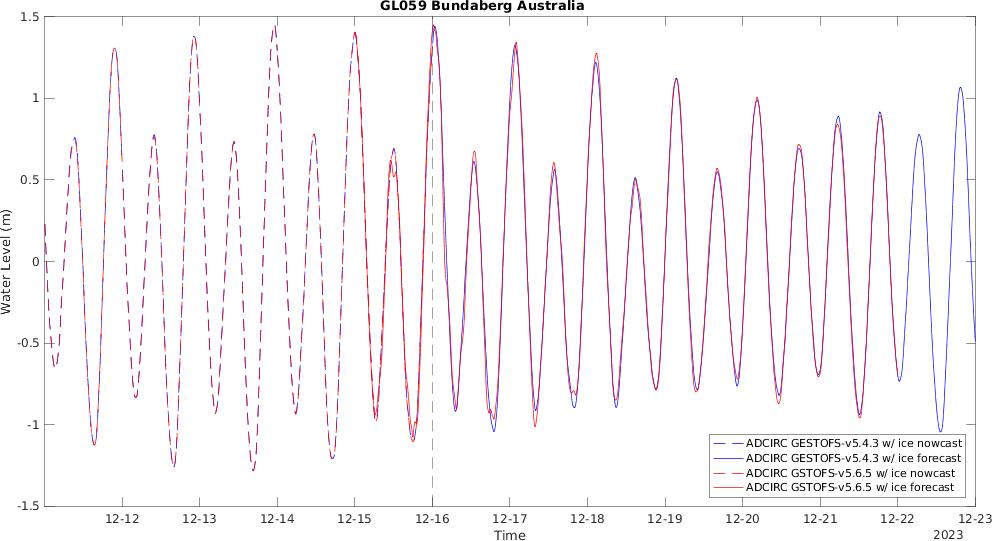 GL059 Bundaberg Australia
1.5
1
0.5
0
-0.5
-1
-1.5
Water Level (m)
ADCIRC GESTOFS-v5.4.3 w/ ice nowcast
ADCIRC GESTOFS-v5.4.3 w/ ice forecast
ADCIRC GSTOFS-v5.6.5 w/ ice nowcast
ADCIRC GSTOFS-v5.6.5 w/ ice forecast
12-12 12-13 12-14 12-15 12-16 12-17 12-18 12-19 12-20 12-21 12-22 12-23
Time
2023